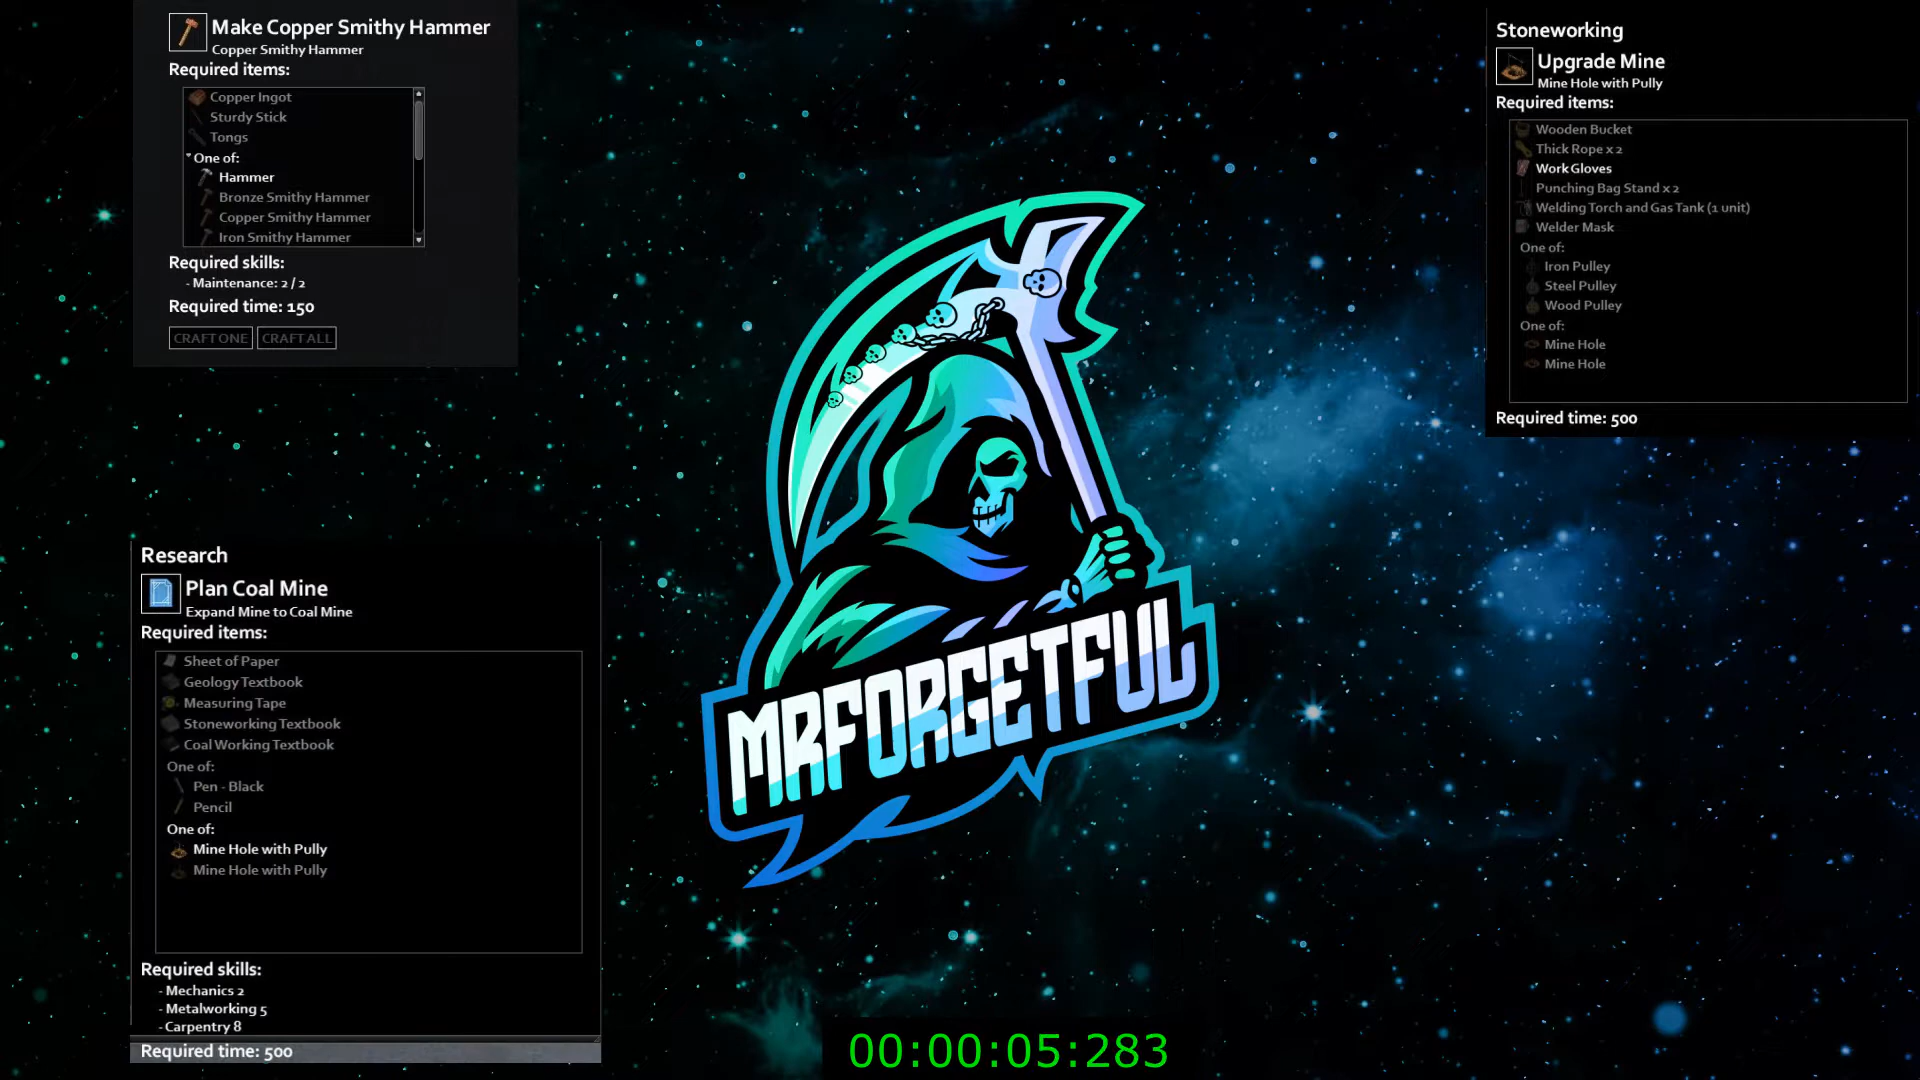 Make Copper Smithy Hammer
Copper Smithy Hammer
Required items:
Copper Ingot
Sturdy Stick
Tongs
One of:
Hammer
Bronze Smithy Hammer
Copper Smithy Hammer
Iron Smithy Hammer
Required skills:
- Maintenance: 2 / 2
Required time: 150
CRAFT ONE
CRAFT ALL
Stoneworking
Upgrade Mine
Mine Hole with Pully
Required items:
Wooden Bucket
Thick Rope x 2
Work Gloves
Punching Bag Stand x 2
Welding Torch and Gas Tank (1 unit)
Welder Mask
One of:
Iron Pulley
Steel Pulley
Wood Pulley
One of:
Mine Hole
Mine Hole
Required time: 500
MRFORGETFUL
Research
Plan Coal Mine
Expand Mine to Coal Mine
Required items:
Sheet of Paper
Geology Textbook
Measuring Tape
Stoneworking Textbook
Coal Working Textbook
One of:
Pen - Black
Pencil
One of:
Mine Hole with Pully
Mine Hole with Pully
Required skills:
- Mechanics 2
- Metalworking 5
- Carpentry 8
Required time: 500
00:00:05:283